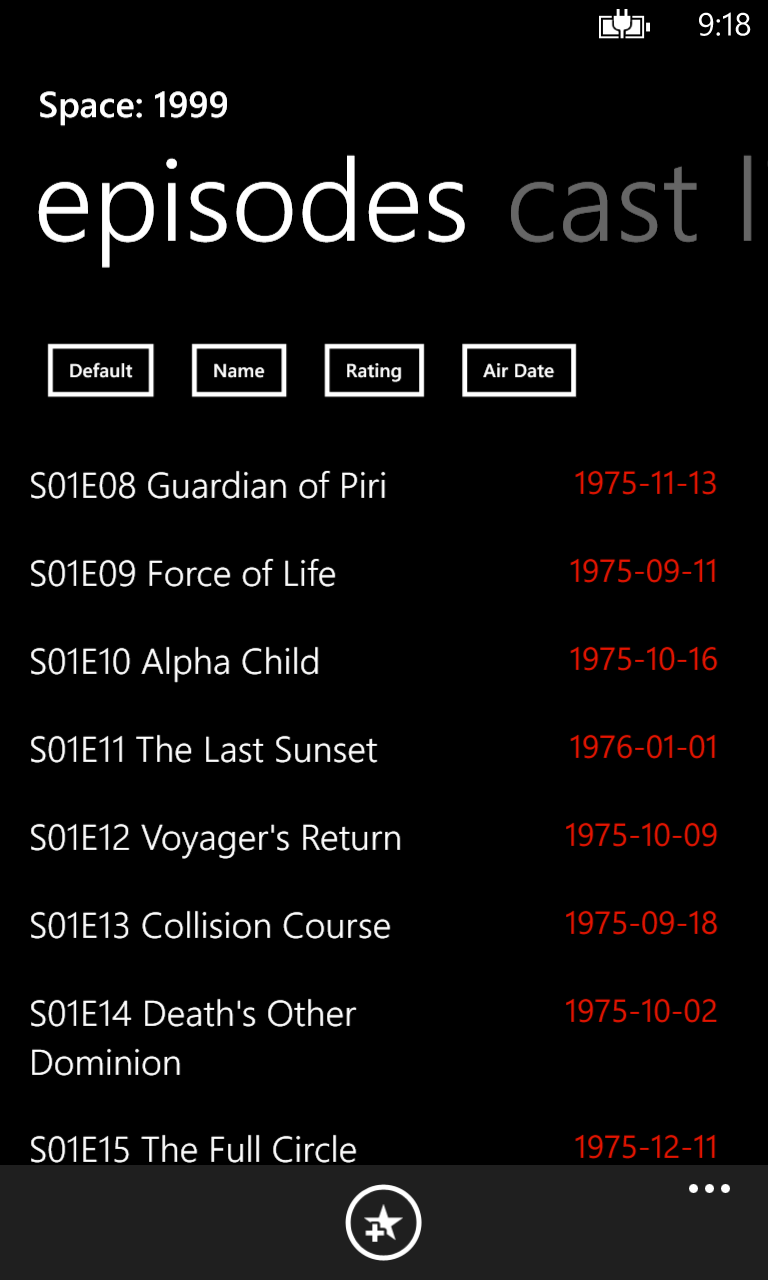 9:18
Space: 1999
episodes cast
Default Name Rating Air Date
S01E08 Guardian of Piri 1975-11-13
S01E09 Force of Life 1975-09-11
S01E10 Alpha Child 1975-10-16
S01E11 The Last Sunset 1976-01-01
S01E12 Voyager's Return 1975-10-09
S01E13 Collision Course 1975-09-18
S01E14 Death's Other 1975-10-02
Dominion
S01E15 The Full Circle 1975-12-11